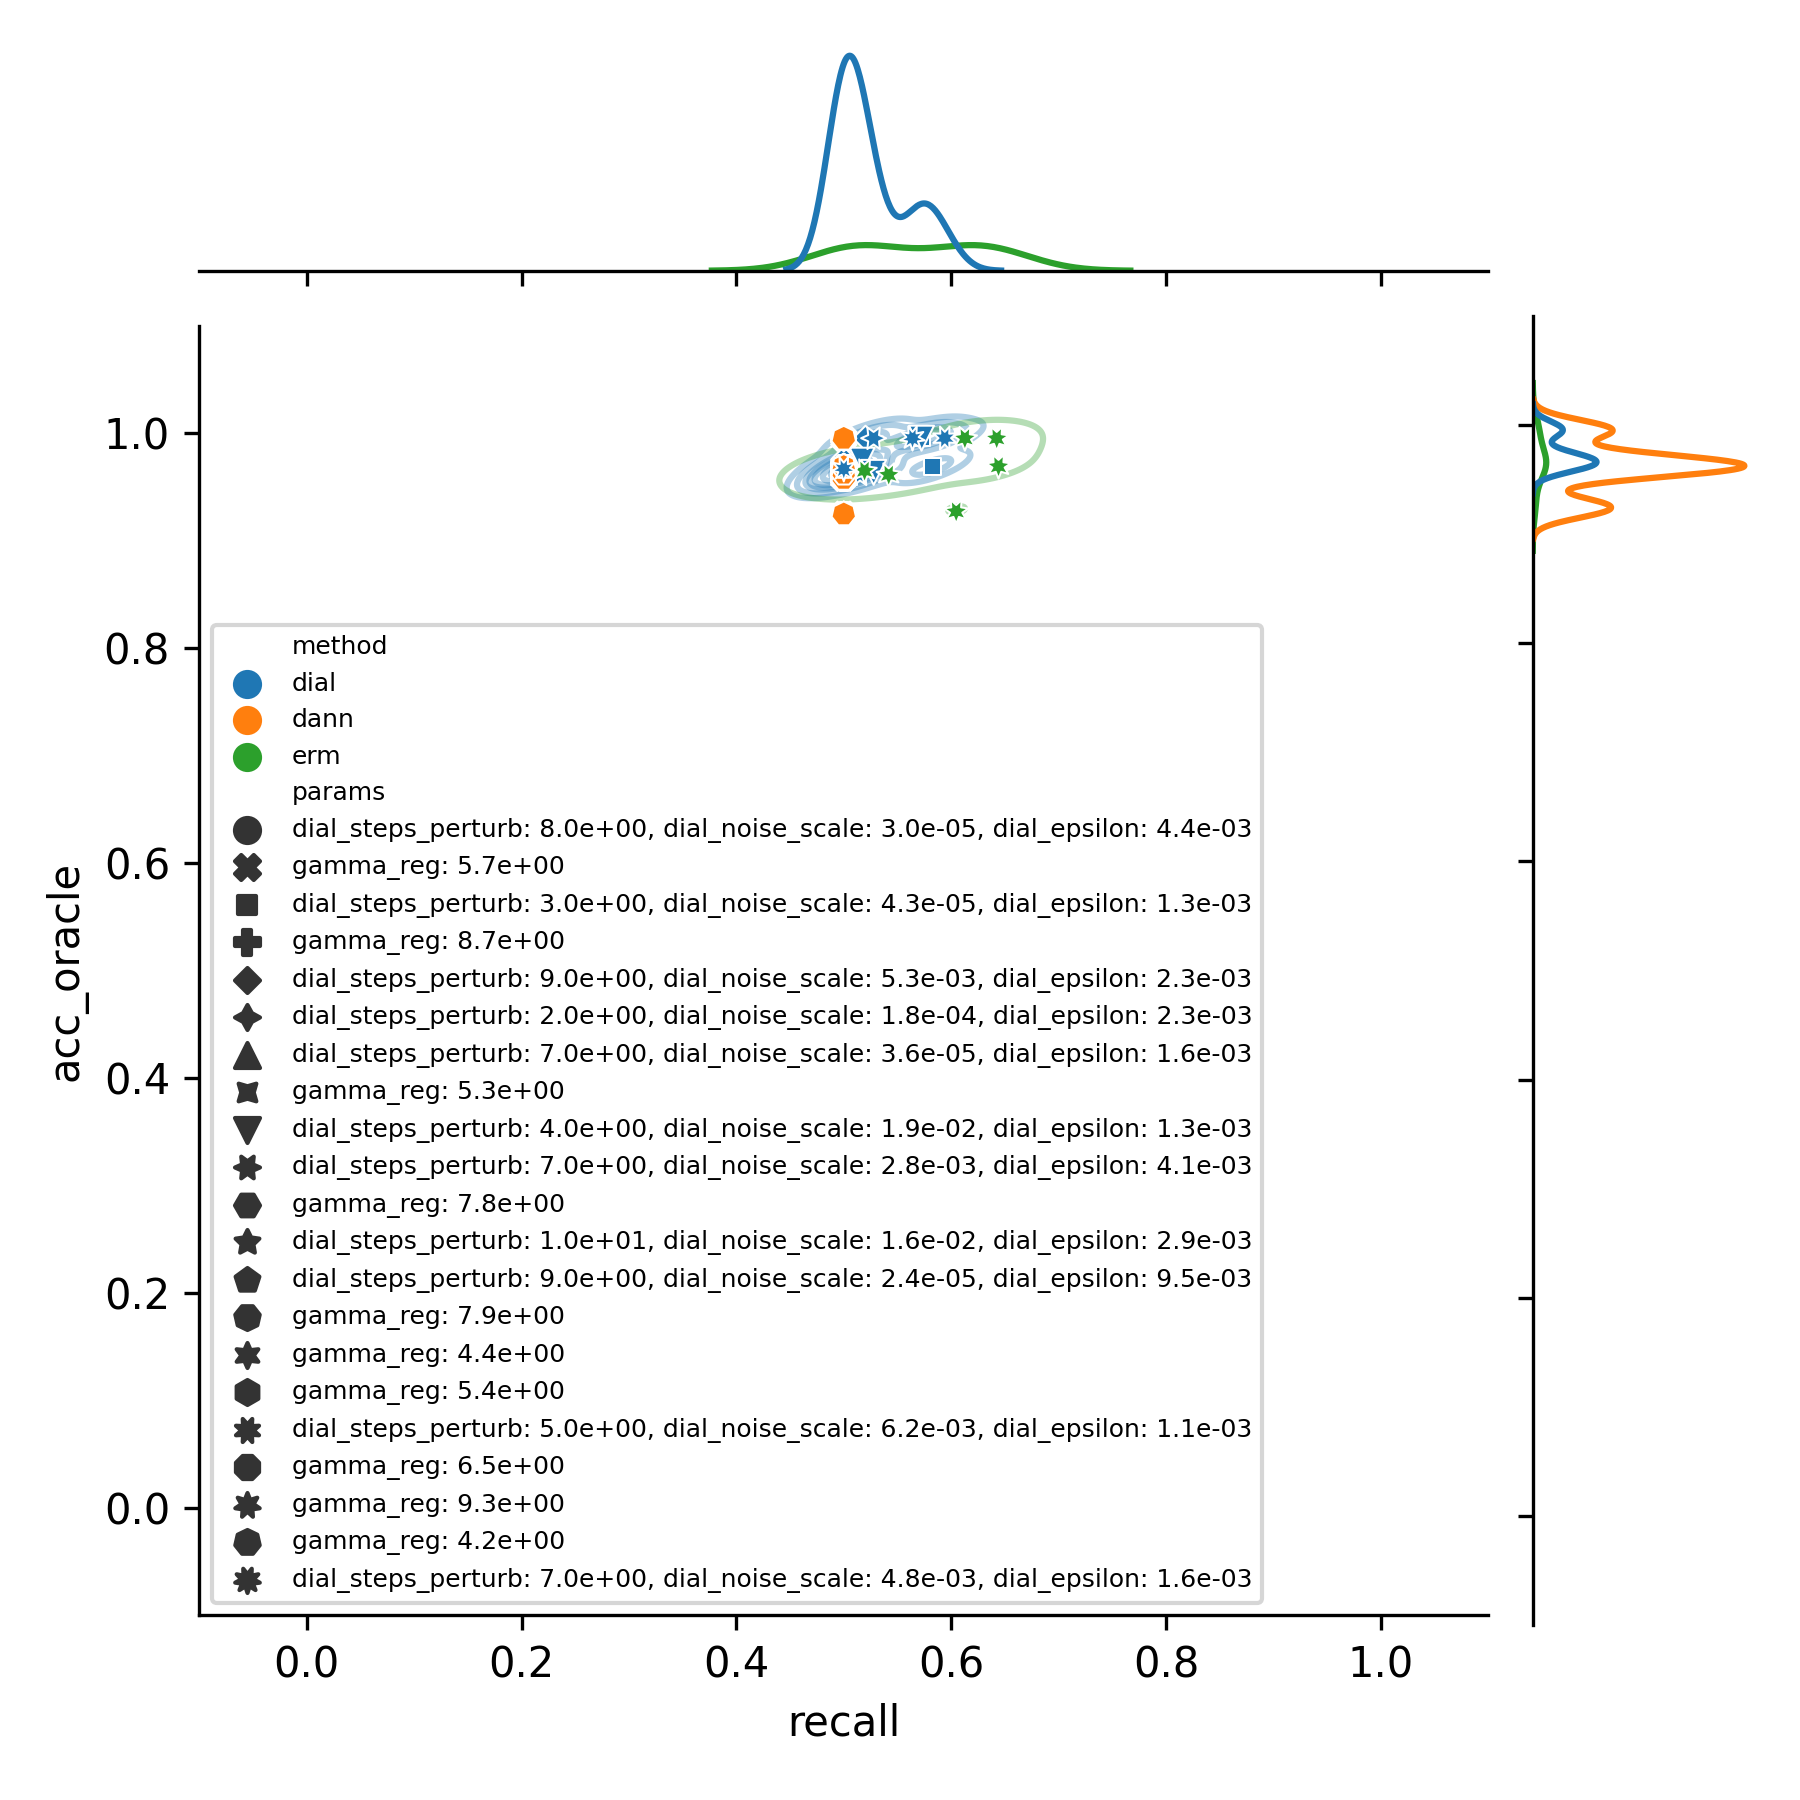 1.0
0.8
0.6
0.4
0.2
0.0
acc_oracle
method
dial
dann
erm
params
dial_steps_perturb: 8.0e+00, dial_noise_scale: 3.0e-05, dial_epsilon: 4.4e-03
gamma_reg: 5.7e+00
dial_steps_perturb: 3.0e+00, dial_noise_scale: 4.3e-05, dial_epsilon: 1.3e-03
gamma_reg: 8.7e+00
dial_steps_perturb: 9.0e+00, dial_noise_scale: 5.3e-03, dial_epsilon: 2.3e-03
dial_steps_perturb: 2.0e+00, dial_noise_scale: 1.8e-04, dial_epsilon: 2.3e-03
dial_steps_perturb: 7.0e+00, dial_noise_scale: 3.6e-05, dial_epsilon: 1.6e-03
gamma_reg: 5.3e+00
dial_steps_perturb: 4.0e+00, dial_noise_scale: 1.9e-02, dial_epsilon: 1.3e-03
dial_steps_perturb: 7.0e+00, dial_noise_scale: 2.8e-03, dial_epsilon: 4.1e-03
gamma_reg: 7.8e+00
dial_steps_perturb: 1.0e+01, dial_noise_scale: 1.6e-02, dial_epsilon: 2.9e-03
dial_steps_perturb: 9.0e+00, dial_noise_scale: 2.4e-05, dial_epsilon: 9.5e-03
gamma_reg: 7.9e+00
gamma_reg: 4.4e+00
gamma_reg: 5.4e+00
dial_steps_perturb: 5.0e+00, dial_noise_scale: 6.2e-03, dial_epsilon: 1.1e-03
gamma_reg: 6.5e+00
gamma_reg: 9.3e+00
gamma_reg: 4.2e+00
dial_steps_perturb: 7.0e+00, dial_noise_scale: 4.8e-03, dial_epsilon: 1.6e-03
0.0 0.2 0.4 0.6 0.8 1.0
recall